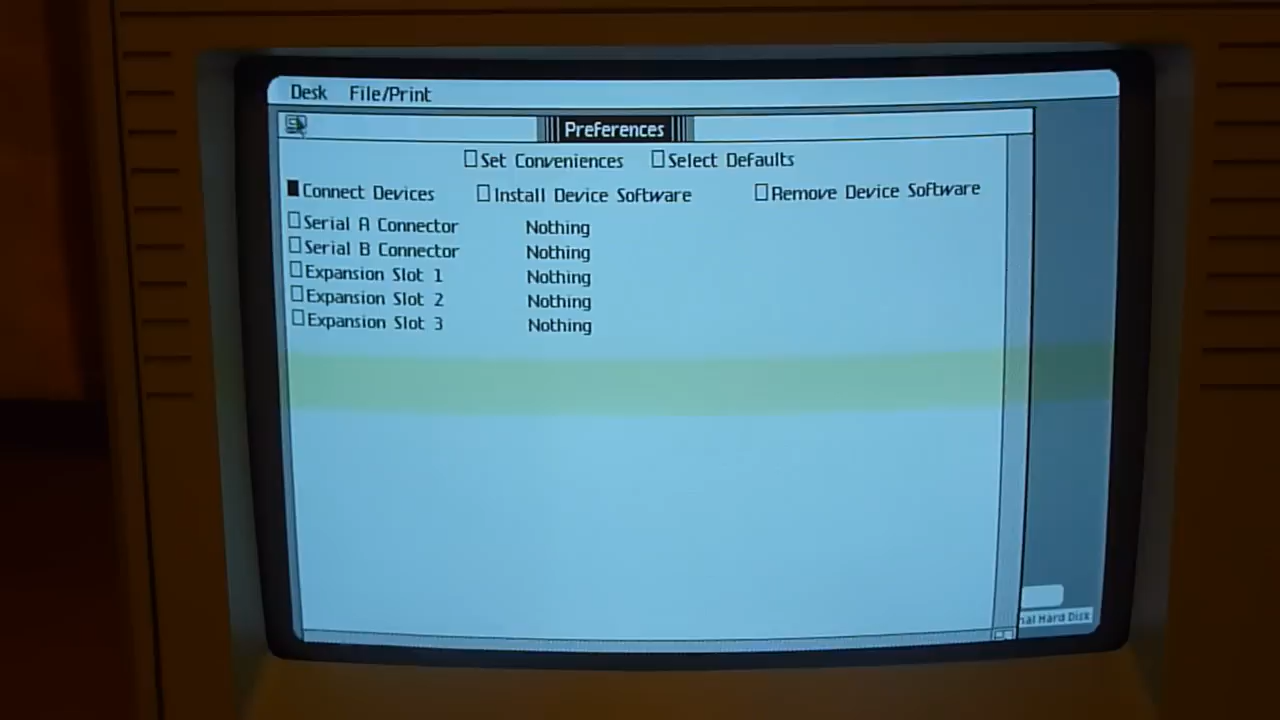 Desk File/Print
Preferences
Set Conveniences Select Defaults
Connect Devices Install Device Software Remove Device Software
Serial A Connector Nothing
Serial B Connector Nothing
Expansion Slot 1 Nothing
Expansion Slot 2 Nothing
Expansion Slot 3 Nothing
Hard Disk